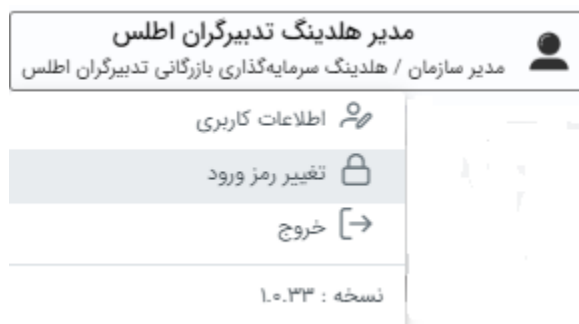 مدیر هلدینگ تدبیرگران اطلس
مدیر سازمان / هلدینگ سرمایه‌گذاری بازرگانی تدبیرگران اطلس
اطلاعات کاربری
تغییر رمز ورود
خروج
نسخه : ۱.۰.۳۳